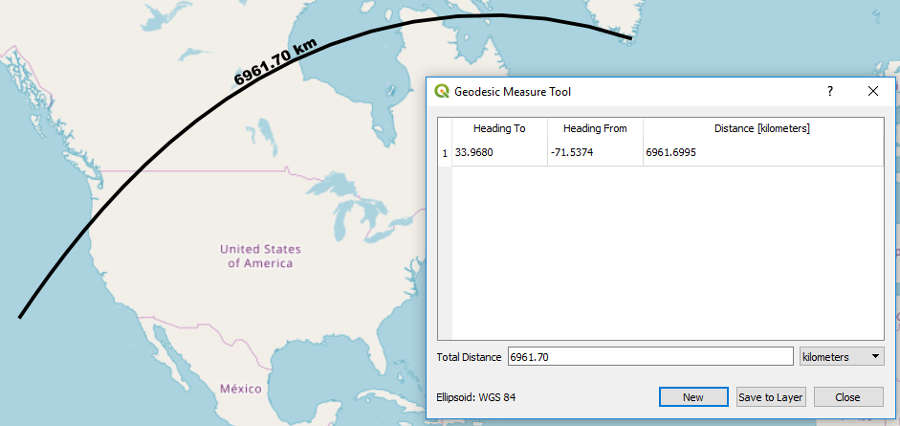 6961.70 km
United States
of America
México
Geodesic Measure Tool
? 
Heading To Heading From Distance [kilometers]
1 33.9680 -71.5374 6961.6995
Total Distance 6961.70 kilometers
Ellipsoid: WGS 84 New Save to Layer Close